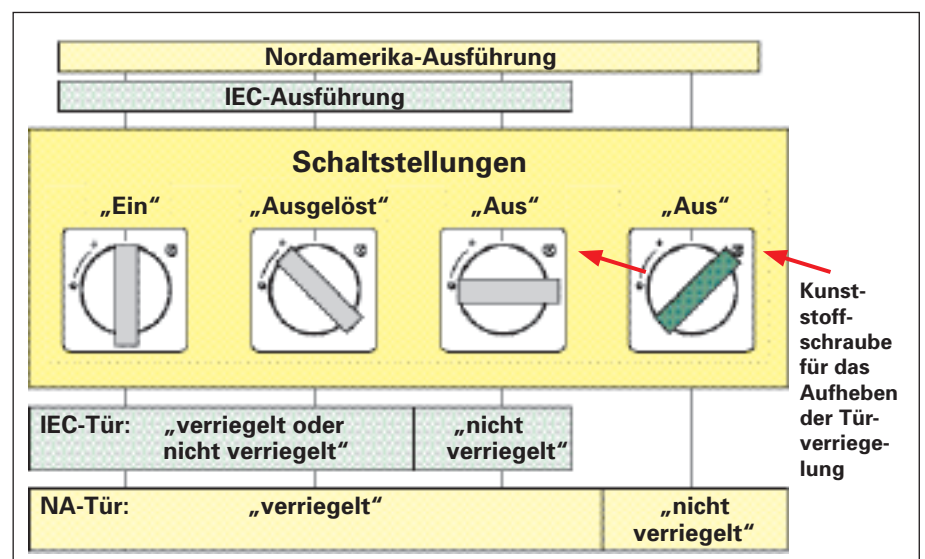 Nordamerika-Ausführung
IEC-Ausführung
Schaltstellungen
„Ein“
„Ausgelöst“
„Aus“
„Aus“
Kunst-
stoff-
schraube
für das
Aufheben
der Tür-
verriege-
lung
IEC-Tür:
„verriegelt oder
nicht verriegelt“
„nicht
verriegelt“
NA-Tür:
„verriegelt“
„nicht
verriegelt“